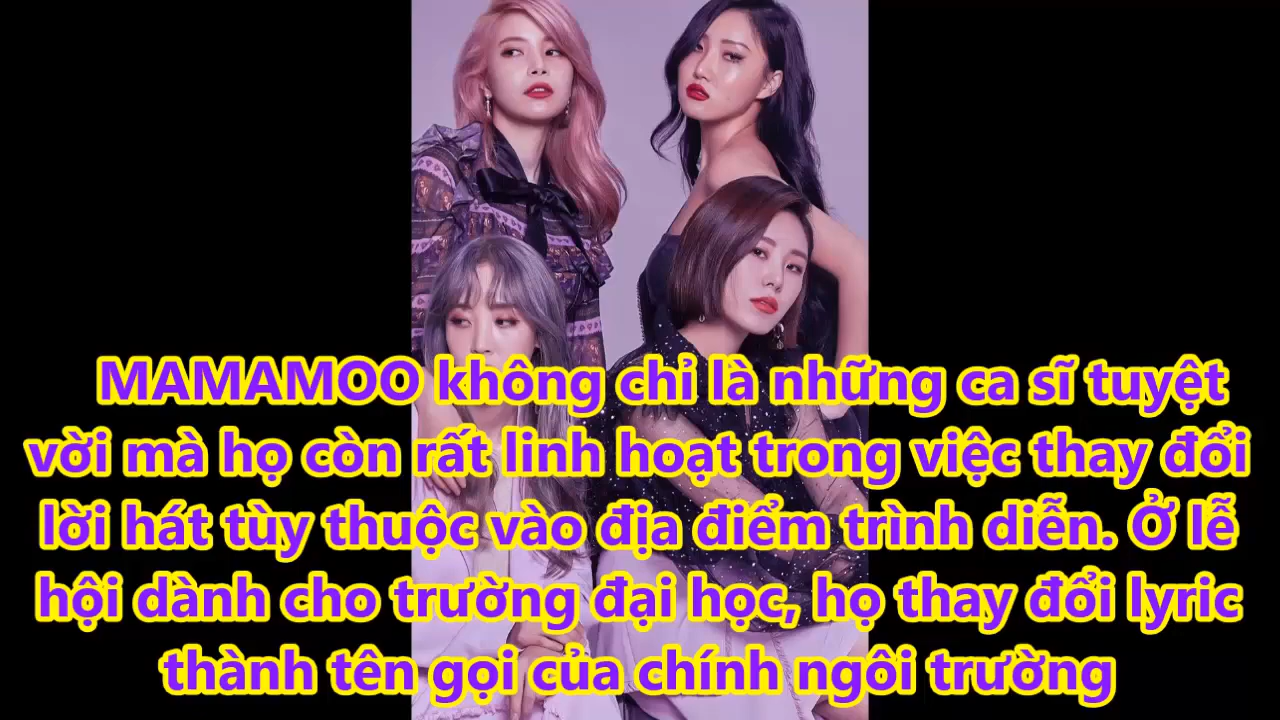 MAMAMOO không chỉ là những ca sĩ tuyệt
vời mà họ còn rất linh hoạt trong việc thay đổi
lời hát tùy thuộc vào địa điểm trình diễn. Ở lễ
hội dành cho trường đại học, họ thay đổi lyric
thành tên gọi của chính ngôi trường